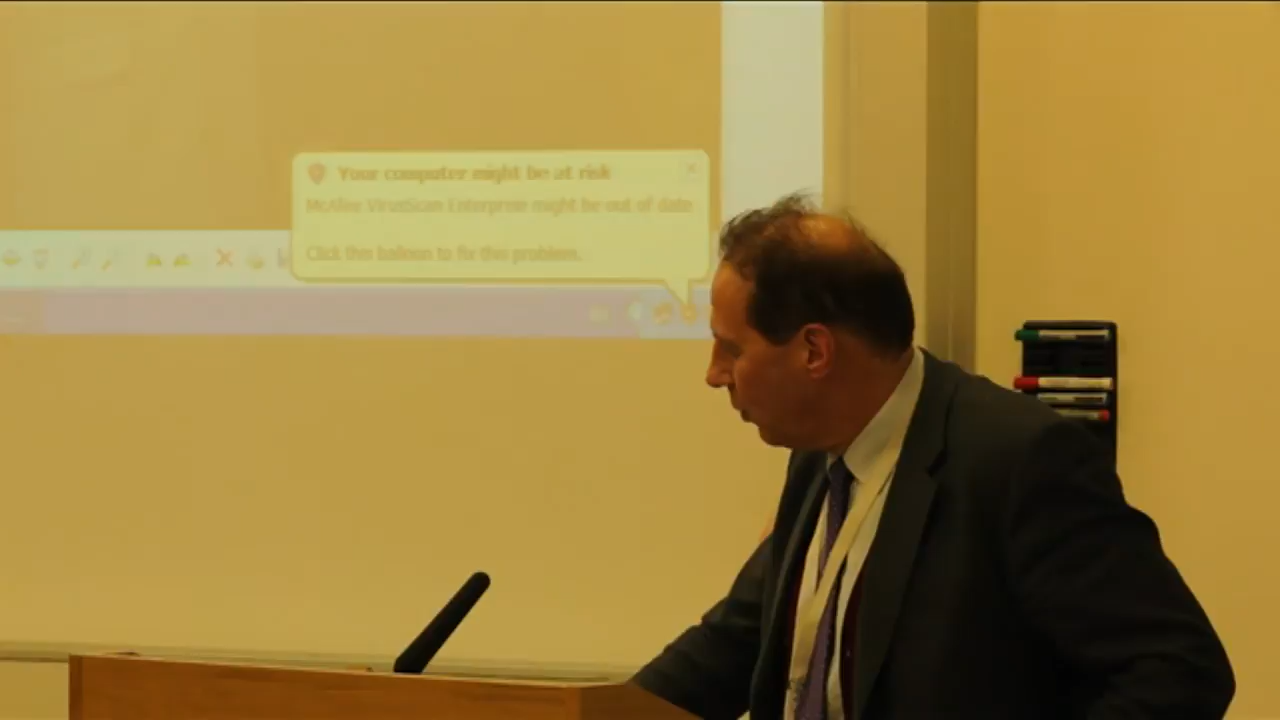 Your computer might be at risk
McAfee VirusScan Enterprise might be out of date
Click this balloon to fix this problem.